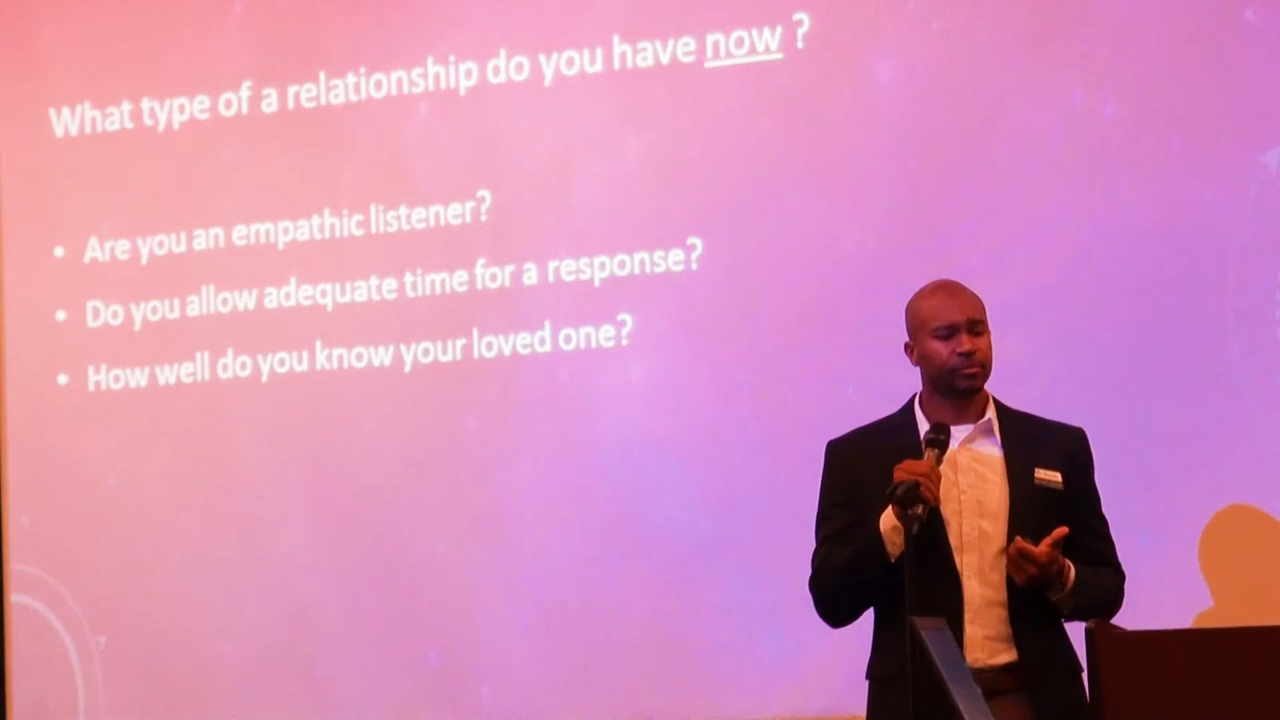 What type of a relationship do you have now ?
• Are you an empathic listener?
• Do you allow adequate time for a response?
• How well do you know your loved one?